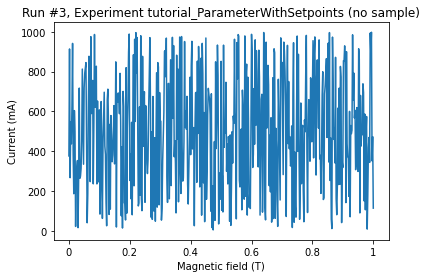 Run #3, Experiment tutorial_ParameterWithSetpoints (no sample)
1000
800
600
400
200
0
Current (mA)
0.0 0.2 0.4 0.6 0.8 1.0
Magnetic field (T)